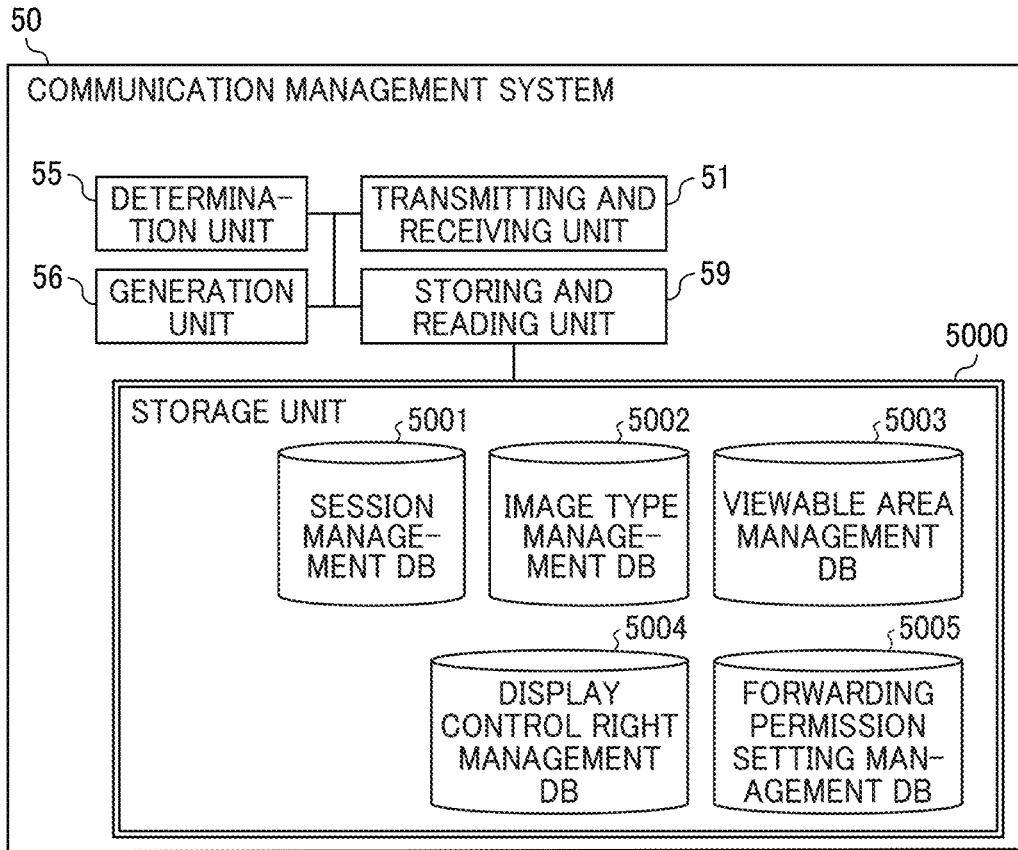 50
COMMUNICATION MANAGEMENT SYSTEM
55
DETERMINA-
TION UNIT
TRANSMITTING AND
RECEIVING UNIT
51
56
GENERATION
UNIT
STORING AND
READING UNIT
59
5000
STORAGE UNIT
5001
SESSION
MANAGE-
MENT DB
5002
IMAGE TYPE
MANAGE-
MENT DB
5003
VIEWABLE AREA
MANAGEMENT
DB
5004
DISPLAY
CONTROL RIGHT
MANAGEMENT
DB
5005
FORWARDING
PERMISSION
SETTING MAN-
AGEMENT DB